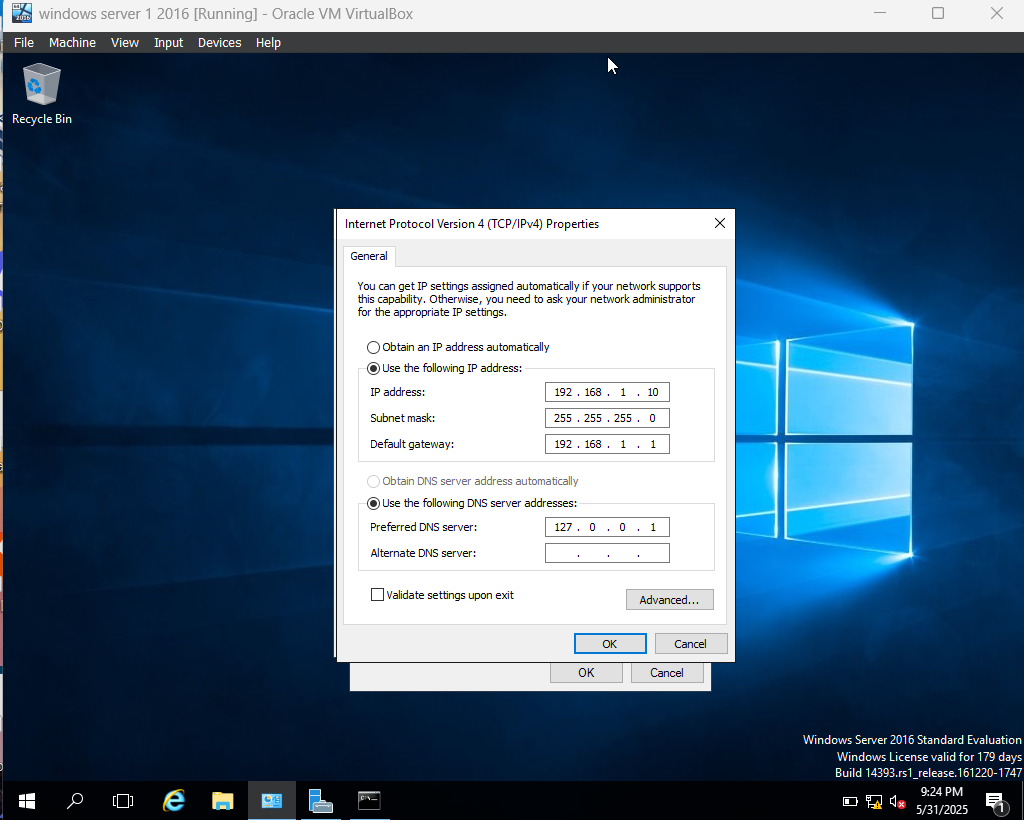 windows server 1 2016 [Running] - Oracle VM VirtualBox
File Machine View Input Devices Help
Recycle Bin
Internet Protocol Version 4 (TCP/IPv4) Properties
General
You can get IP settings assigned automatically if your network supports
this capability. Otherwise, you need to ask your network administrator
for the appropriate IP settings.
Obtain an IP address automatically
Use the following IP address:
IP address: 192 . 168 . 1 . 10
Subnet mask: 255 . 255 . 255 . 0
Default gateway: 192 . 168 . 1 . 1
Obtain DNS server address automatically
Use the following DNS server addresses:
Preferred DNS server: 127 . 0 . 0 . 1
Alternate DNS server: . . .
Validate settings upon exit
Advanced...
OK Cancel
OK Cancel
Windows Server 2016 Standard Evaluation
Windows License valid for 179 days
Build 14393.rs1_release.161220-1747
9:24 PM
5/31/2025
1